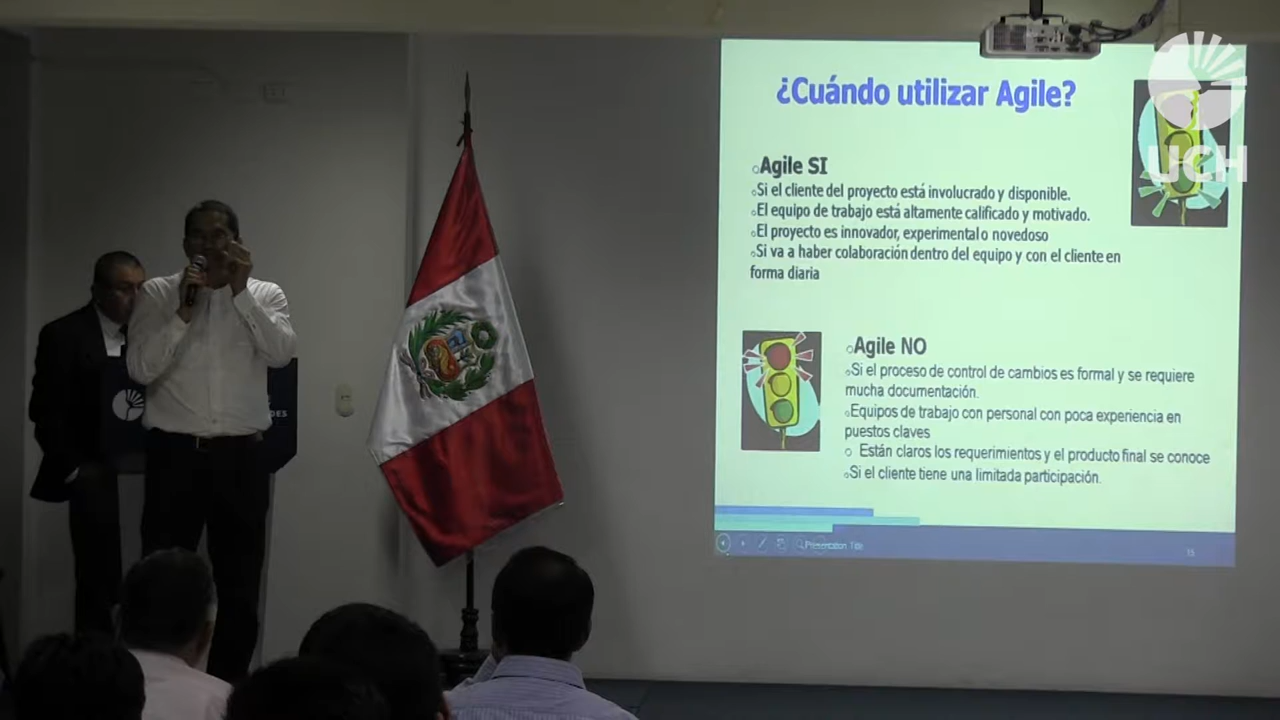 ¿Cuándo utilizar Agile?
UCH
Agile SI
Si el cliente del proyecto está involucrado y disponible.
El equipo de trabajo está altamente calificado y motivado.
El proyecto es innovador, experimental o novedoso
Si va a haber colaboración dentro del equipo y con el cliente en
forma diaria
Agile NO
Si el proceso de control de cambios es formal y se requiere
mucha documentación.
Equipos de trabajo con personal con poca experiencia en
puestos claves
Están claros los requerimientos y el producto final se conoce
Si el cliente tiene una limitada participación.
Presentation Title